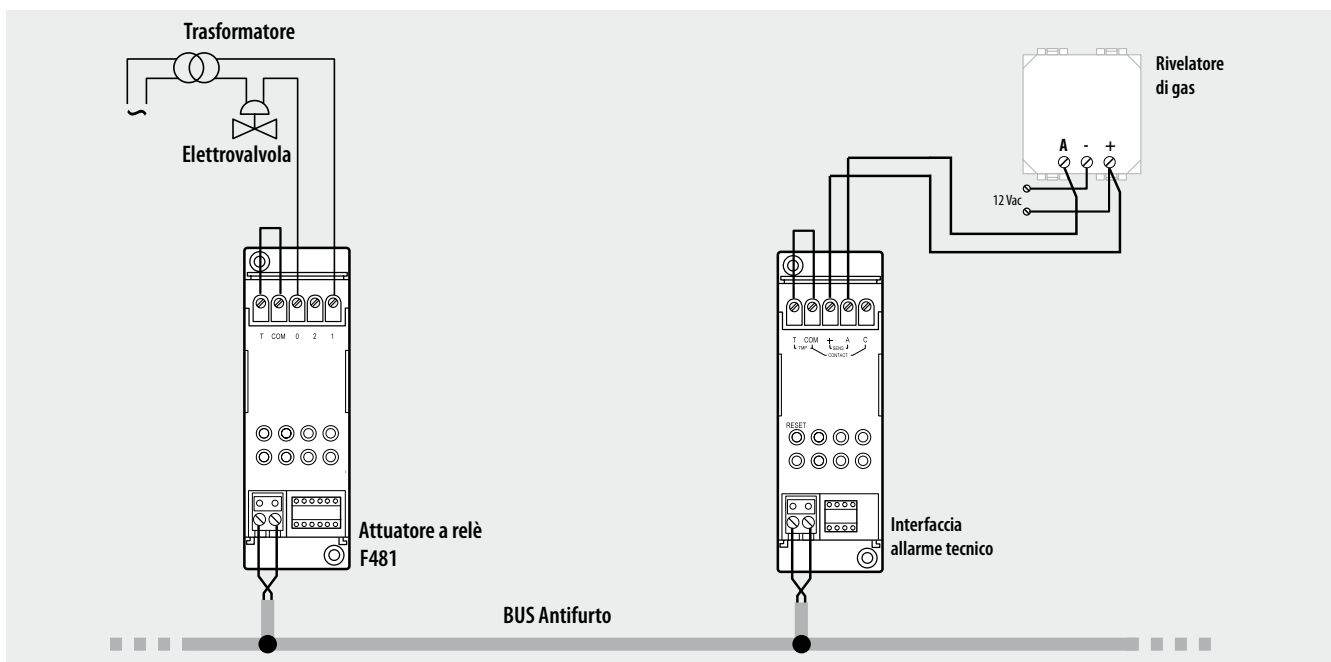 Trasformatore
~
Elettrovalvola
Rivelatore
di gas
A - +
12 Vac
T COM 0 2 1
T COM + A C
TMP SENS
CONTACT
RESET
Attuatore a relè
F481
Interfaccia
allarme tecnico
BUS Antifurto